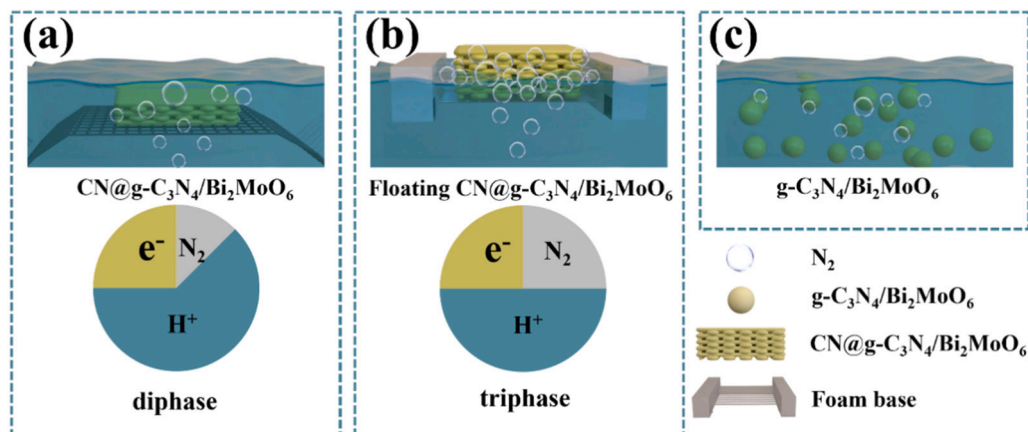 (a)
CN@g-C₃N₄/Bi₂MoO₆
e⁻
N₂
H⁺
diphase
(b)
Floating CN@g-C₃N₄/Bi₂MoO₆
e⁻
N₂
H⁺
triphase
(c)
g-C₃N₄/Bi₂MoO₆
N₂
g-C₃N₄/Bi₂MoO₆
CN@g-C₃N₄/Bi₂MoO₆
Foam base